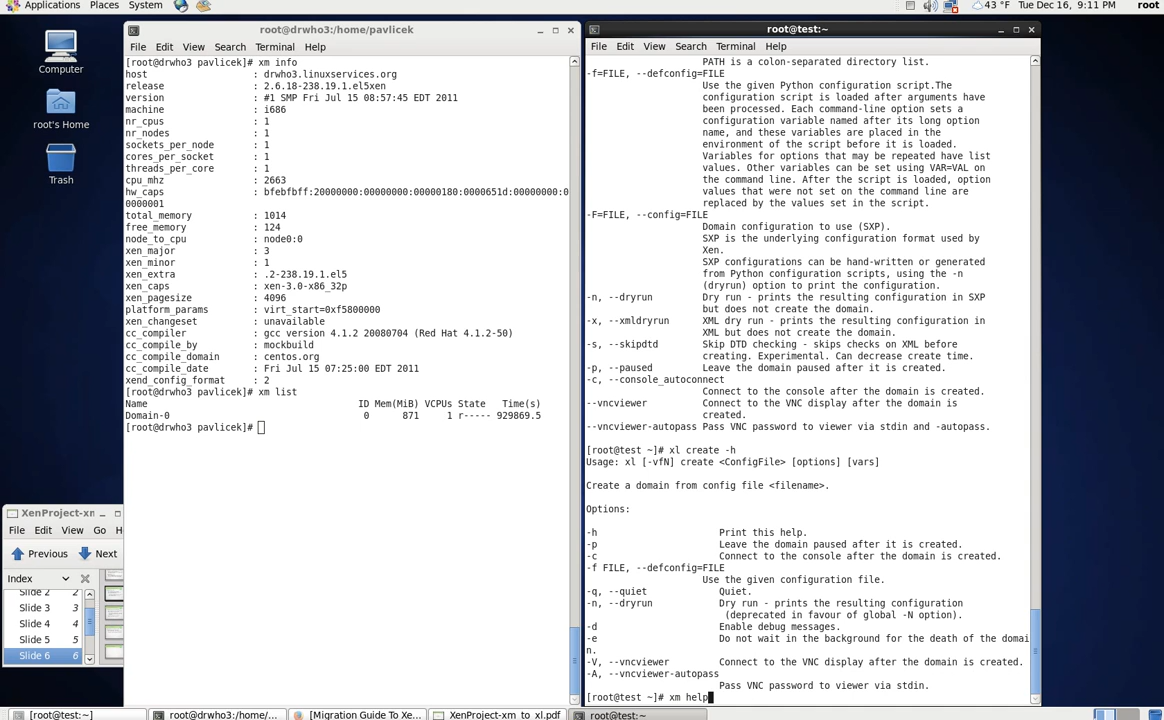 Applications Places System
43 °F Tue Dec 16, 9:11 PM root
Computer
root's Home
Trash
root@drwho3:/home/pavlicek
File Edit View Search Terminal Help
[root@drwho3 pavlicek]# xm info
host : drwho3.linuxservices.org
release : 2.6.18-238.19.1.el5xen
version : #1 SMP Fri Jul 15 08:57:45 EDT 2011
machine : i686
nr_cpus : 1
nr_nodes : 1
sockets_per_node : 1
cores_per_socket : 1
threads_per_core : 1
cpu_mhz : 2663
hw_caps : bfebfbff:20000000:00000000:00000180:0000651d:00000000:0
0000001
total_memory : 1014
free_memory : 124
node_to_cpu : node0:0
xen_major : 3
xen_minor : 1
xen_extra : .2-238.19.1.el5
xen_caps : xen-3.0-x86_32p
xen_pagesize : 4096
platform_params : virt_start=0xf5800000
xen_changeset : unavailable
cc_compiler : gcc version 4.1.2 20080704 (Red Hat 4.1.2-50)
cc_compile_by : mockbuild
cc_compile_domain : centos.org
cc_compile_date : Fri Jul 15 07:25:00 EDT 2011
xend_config_format : 2
[root@drwho3 pavlicek]# xm list
Name ID Mem(MiB) VCPUs State Time(s)
Domain-0 0 871 1 r----- 929869.5
[root@drwho3 pavlicek]#
XenProject-xm
File Edit View Go H
Previous Next
Index
Slide 2 2
Slide 3 3
Slide 4 4
Slide 5 5
Slide 6 6
root@test:~
File Edit View Search Terminal Help
PATH is a colon-separated directory list.
-f=FILE, --defconfig=FILE
Use the given Python configuration script.The
configuration script is loaded after arguments have
been processed. Each command-line option sets a
configuration variable named after its long option
name, and these variables are placed in the
environment of the script before it is loaded.
Variables for options that may be repeated have list
values. Other variables can be set using VAR=VAL on
the command line. After the script is loaded, option
values that were not set on the command line are
replaced by the values set in the script.
-F=FILE, --config=FILE
Domain configuration to use (SXP).
SXP is the underlying configuration format used by
Xen.
SXP configurations can be hand-written or generated
from Python configuration scripts, using the -n
(dryrun) option to print the configuration.
-n, --dryrun Dry run - prints the resulting configuration in SXP
but does not create the domain.
-x, --xmldryrun XML dry run - prints the resulting configuration in
XML but does not create the domain.
-s, --skipdtd Skip DTD checking - skips checks on XML before
creating. Experimental. Can decrease create time.
-p, --paused Leave the domain paused after it is created.
-c, --console_autoconnect
Connect to the console after the domain is created.
--vncviewer Connect to the VNC display after the domain is
created.
--vncviewer-autopass Pass VNC password to viewer via stdin and -autopass.
[root@test ~]# xl create -h
Usage: xl [-vfN] create <ConfigFile> [options] [vars]
Create a domain from config file <filename>.
Options:
-h Print this help.
-p Leave the domain paused after it is created.
-c Connect to the console after the domain is created.
-f FILE, --defconfig=FILE
Use the given configuration file.
-q, --quiet Quiet.
-n, --dryrun Dry run - prints the resulting configuration
(deprecated in favour of global -N option).
-d Enable debug messages.
-e Do not wait in the background for the death of the domai
n.
-V, --vncviewer Connect to the VNC display after the domain is created.
-A, --vncviewer-autopass
Pass VNC password to viewer via stdin.
[root@test ~]# xm help
[root@test:~] root@drwho3:/home/... [Migration Guide To Xe... XenProject-xm_to_xl.pdf root@test:~